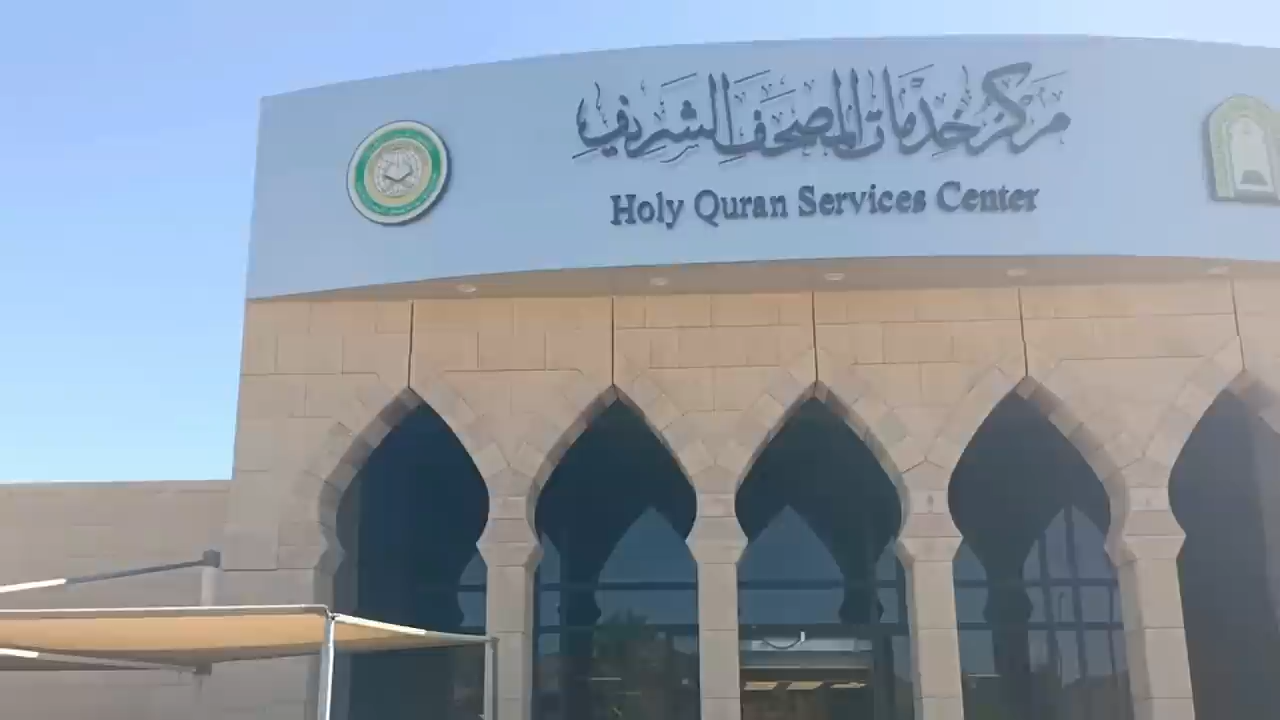 مركز خدمات المصحف الشريف
Holy Quran Services Center